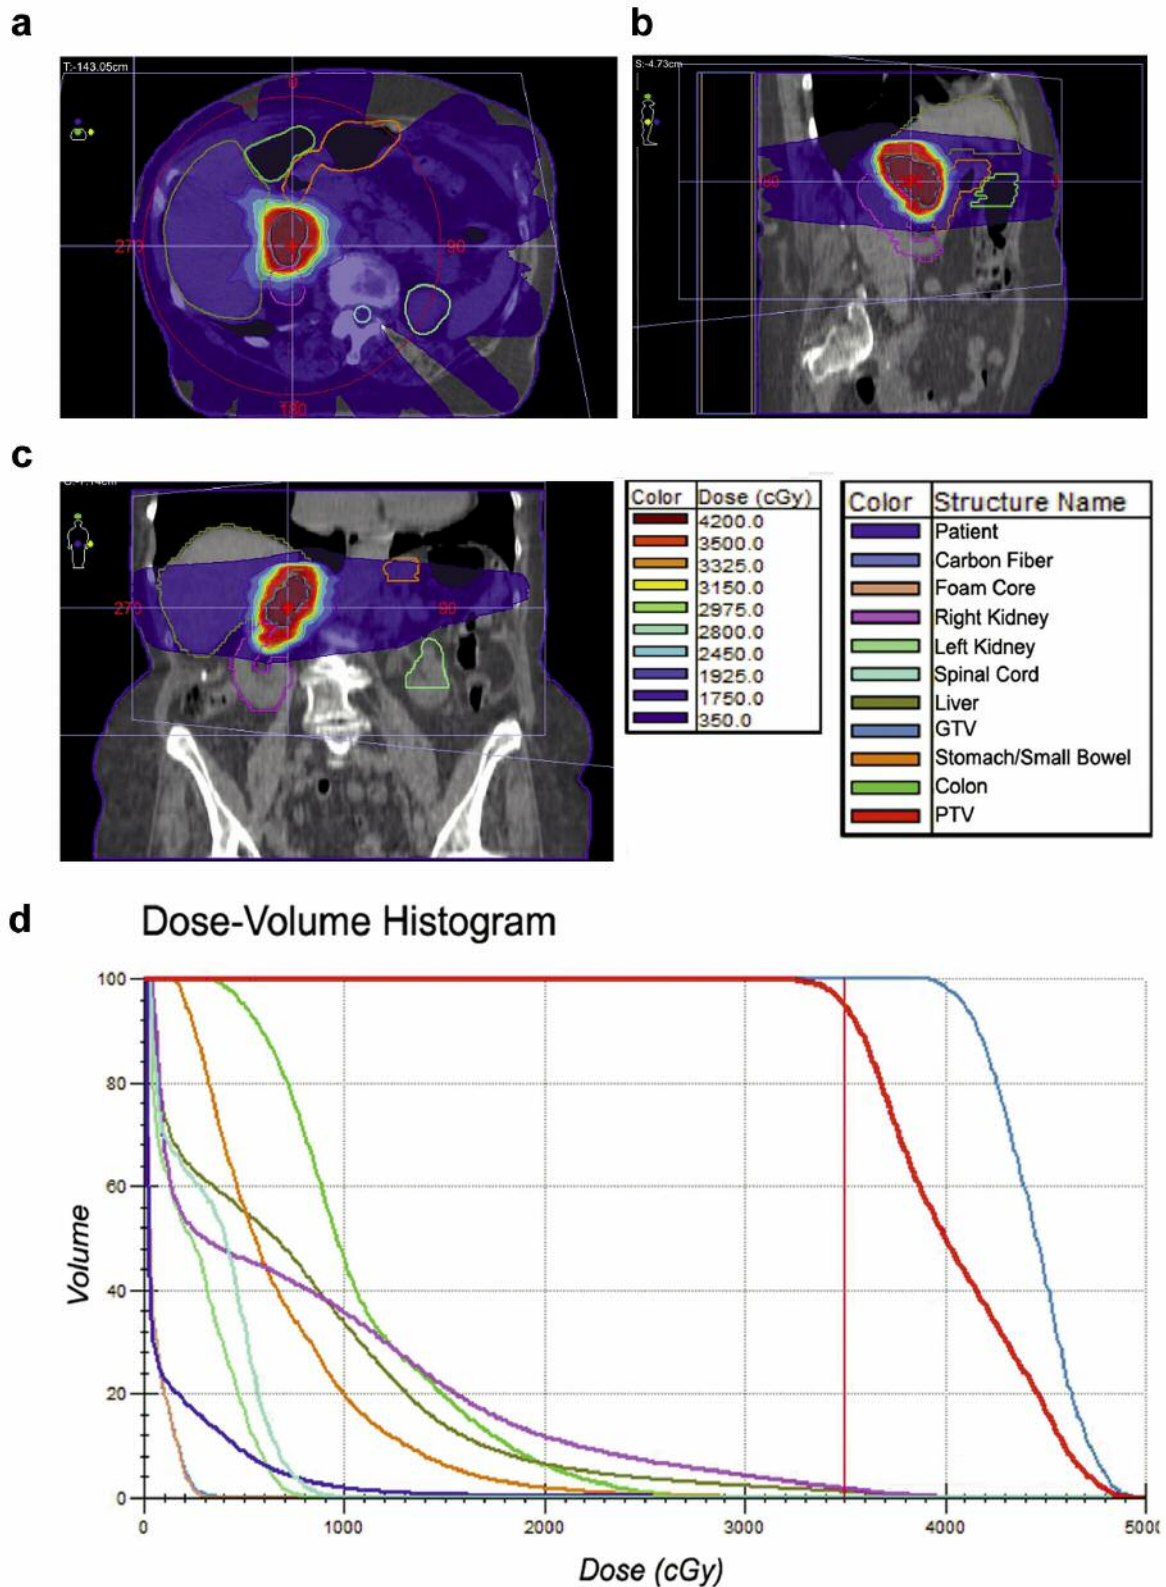 a
b
T:-143.05cm
0
270
90
180
S:-4.73cm
0
c
270
90
Color Dose (cGy)
4200.0
3500.0
3325.0
3150.0
2975.0
2800.0
2450.0
1925.0
1750.0
350.0
Color Structure Name
Patient
Carbon Fiber
Foam Core
Right Kidney
Left Kidney
Spinal Cord
Liver
GTV
Stomach/Small Bowel
Colon
PTV
d
Dose-Volume Histogram
100
80
60
40
20
0
Volume
0 1000 2000 3000 4000
Dose (cGy)